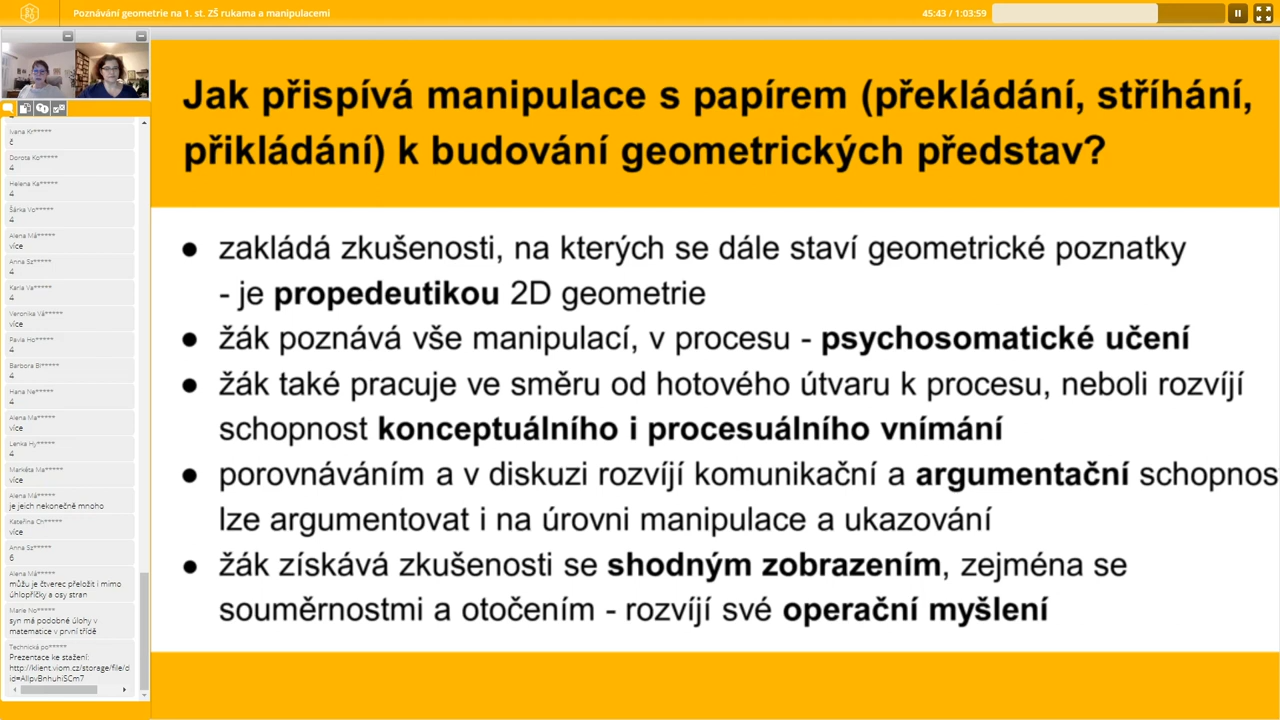 Poznávání geometrie na 1. st. ZŠ rukama a manipulacemi
45:43 / 1:03:59
Jak přispívá manipulace s papírem (překládání, stříhání,
přikládání) k budování geometrických představ?
● zakládá zkušenosti, na kterých se dále staví geometrické poznatky
- je propedeutikou 2D geometrie
● žák poznává vše manipulací, v procesu - psychosomatické učení
● žák také pracuje ve směru od hotového útvaru k procesu, neboli rozvíjí
schopnost konceptuálního i procesuálního vnímání
● porovnáváním a v diskuzi rozvíjí komunikační a argumentační schopnos
lze argumentovat i na úrovni manipulace a ukazování
● žák získává zkušenosti se shodným zobrazením, zejména se
souměrnostmi a otočením - rozvíjí své operační myšlení
Ivana Kr*****
č
Dorota Ko*****
4
Helena Ka*****
4
Šárka Vo*****
4
Alena Má*****
více
Anna Sz*****
4
Karla Va*****
4
Veronika Vá*****
více
Pavla Ho*****
4
Barbora Bí*****
4
Hana Ne*****
4
Alena Ma*****
více
Lenka Hy*****
4
Markéta Ma*****
více
Alena Má*****
je jeich nekonečně mnoho
Kateřina Ch*****
více
Anna Sz*****
6
Alena Má*****
můžu je čtverec přeložit i mimo
úhlopříčky a osy stran
Marie No*****
syn má podobné úlohy v
matematice v první třídě
Technická po*****
Prezentace ke stažení:
http://klient.viom.cz/storage/file/d